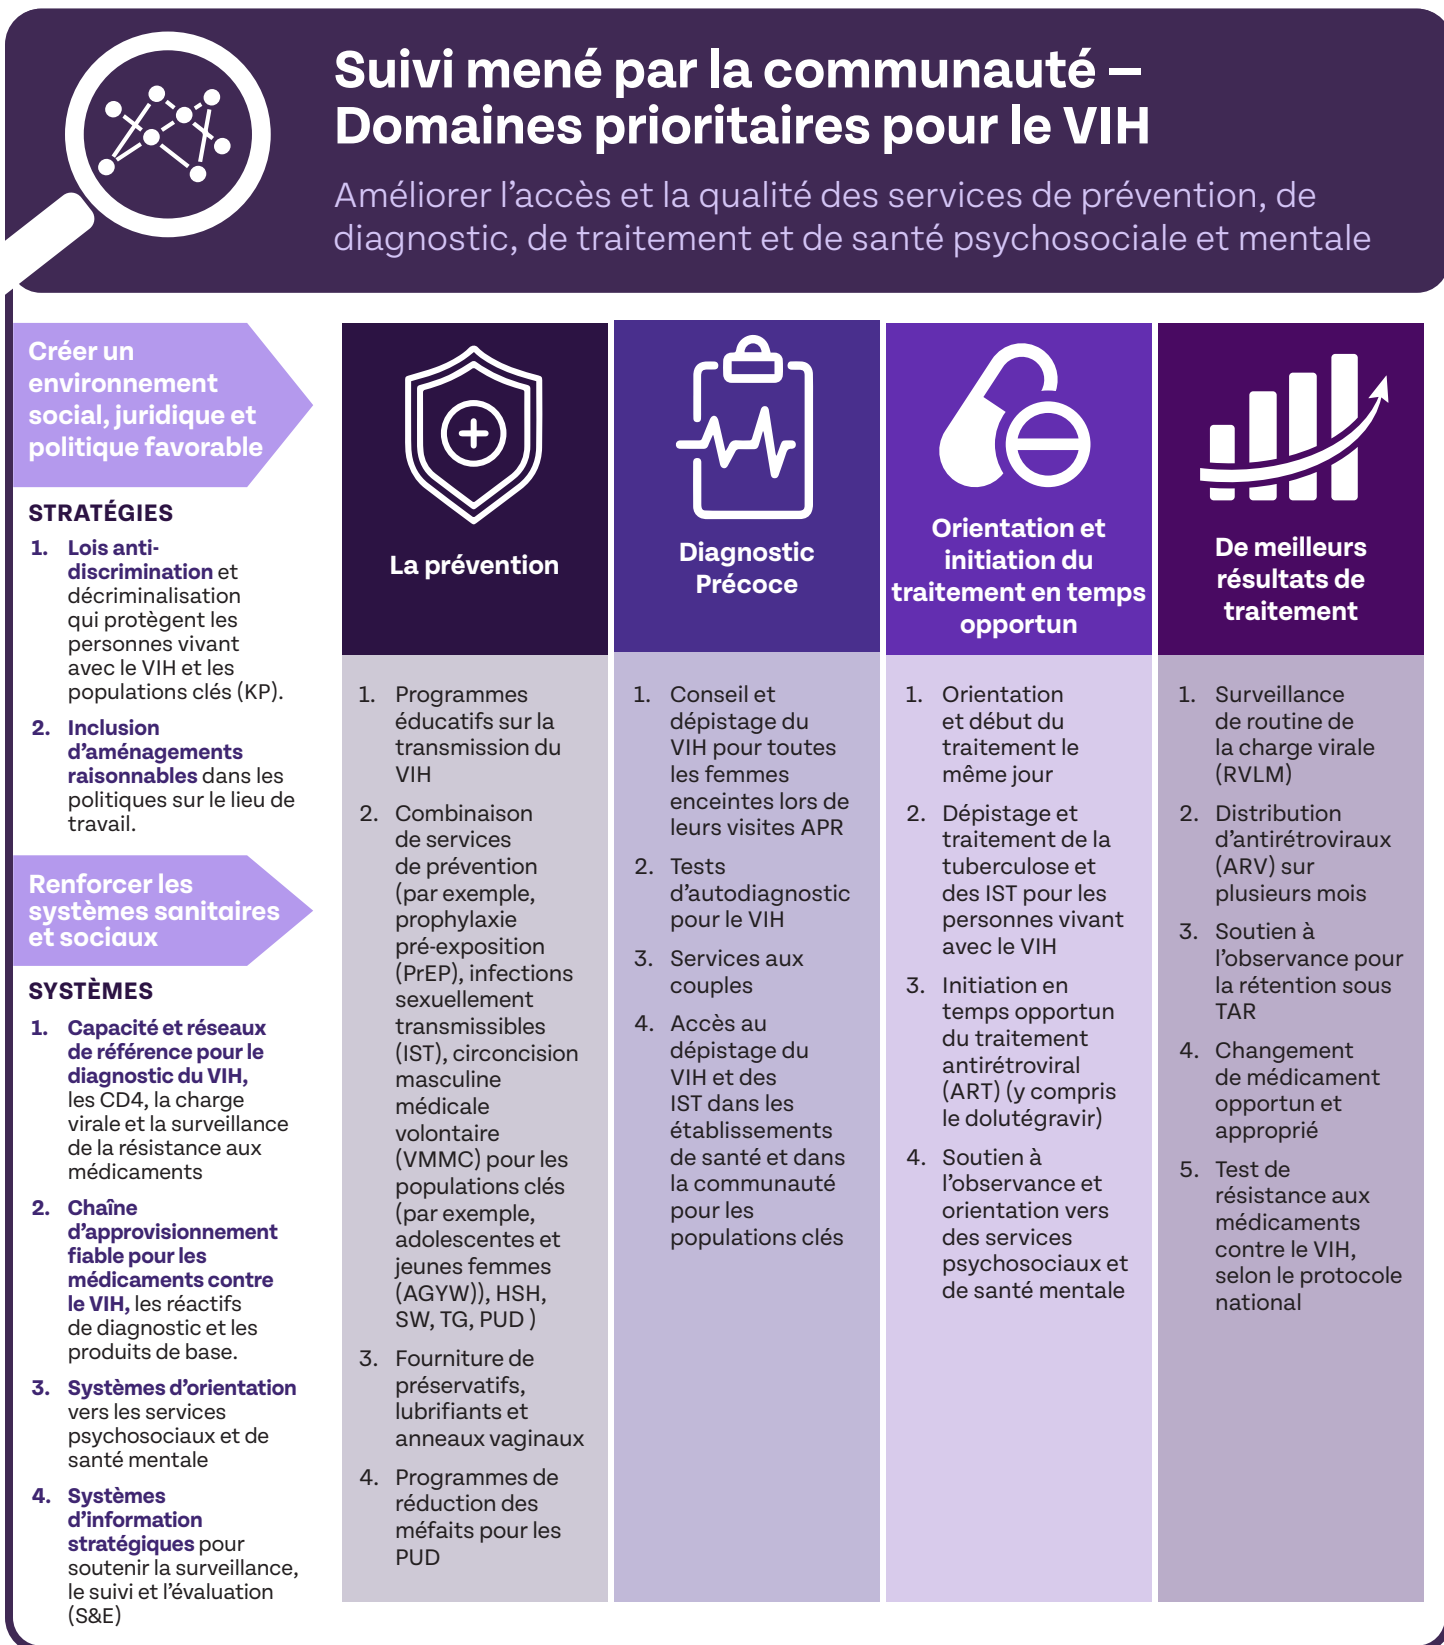 Suivi mené par la communauté –
Domaines prioritaires pour le VIH
Améliorer l'accès et la qualité des services de prévention, de
diagnostic, de traitement et de santé psychosociale et mentale
Créer un
environnement
social, juridique et
politique favorable
STRATÉGIES
1. Lois anti-
discrimination et
décriminalisation
qui protègent les
personnes vivant
avec le VIH et les
populations clés (KP).
2. Inclusion
d'aménagements
raisonnables dans les
politiques sur le lieu de
travail.
Renforcer les
systèmes sanitaires
et sociaux
SYSTÈMES
1. Capacité et réseaux
de référence pour le
diagnostic du VIH,
les CD4, la charge
virale et la surveillance
de la résistance aux
médicaments
2. Chaîne
d'approvisionnement
fiable pour les
médicaments contre
le VIH, les réactifs
de diagnostic et les
produits de base.
3. Systèmes d'orientation
vers les services
psychosociaux et de
santé mentale
4. Systèmes
d'information
stratégiques pour
soutenir la surveillance,
le suivi et l'évaluation
(S&E)
La prévention
1. Programmes
éducatifs sur la
transmission du
VIH
2. Combinaison
de services
de prévention
(par exemple,
prophylaxie
pré-exposition
(PrEP), infections
sexuellement
transmissibles
(IST), circoncision
masculine
médicale
volontaire
(VMMC) pour les
populations clés
(par exemple,
adolescentes et
jeunes femmes
(AGYW)), HSH,
SW, TG, PUD )
3. Fourniture de
préservatifs,
lubrifiants et
anneaux vaginaux
4. Programmes de
réduction des
méfaits pour les
PUD
Diagnostic
Précoce
1. Conseil et
dépistage du
VIH pour toutes
les femmes
enceintes lors de
leurs visites APR
2. Tests
d'autodiagnostic
pour le VIH
3. Services aux
couples
4. Accès au
dépistage du
VIH et des
IST dans les
établissements
de santé et dans
la communauté
pour les
populations clés
Orientation et
initiation du
traitement en temps
opportun
1. Orientation
et début du
traitement le
même jour
2. Dépistage et
traitement de la
tuberculose et
des IST pour les
personnes vivant
avec le VIH
3. Initiation en
temps opportun
du traitement
antirétroviral
(ART) (y compris
le dolutégravir)
4. Soutien à
l'observance et
orientation vers
des services
psychosociaux et
de santé mentale
De meilleurs
résultats de
traitement
1. Surveillance
de routine de
la charge virale
(RVLM)
2. Distribution
d'antirétroviraux
(ARV) sur
plusieurs mois
3. Soutien à
l'observance pour
la rétention sous
TAR
4. Changement
de médicament
opportun et
approprié
5. Test de
résistance aux
médicaments
contre le VIH,
selon le protocole
national